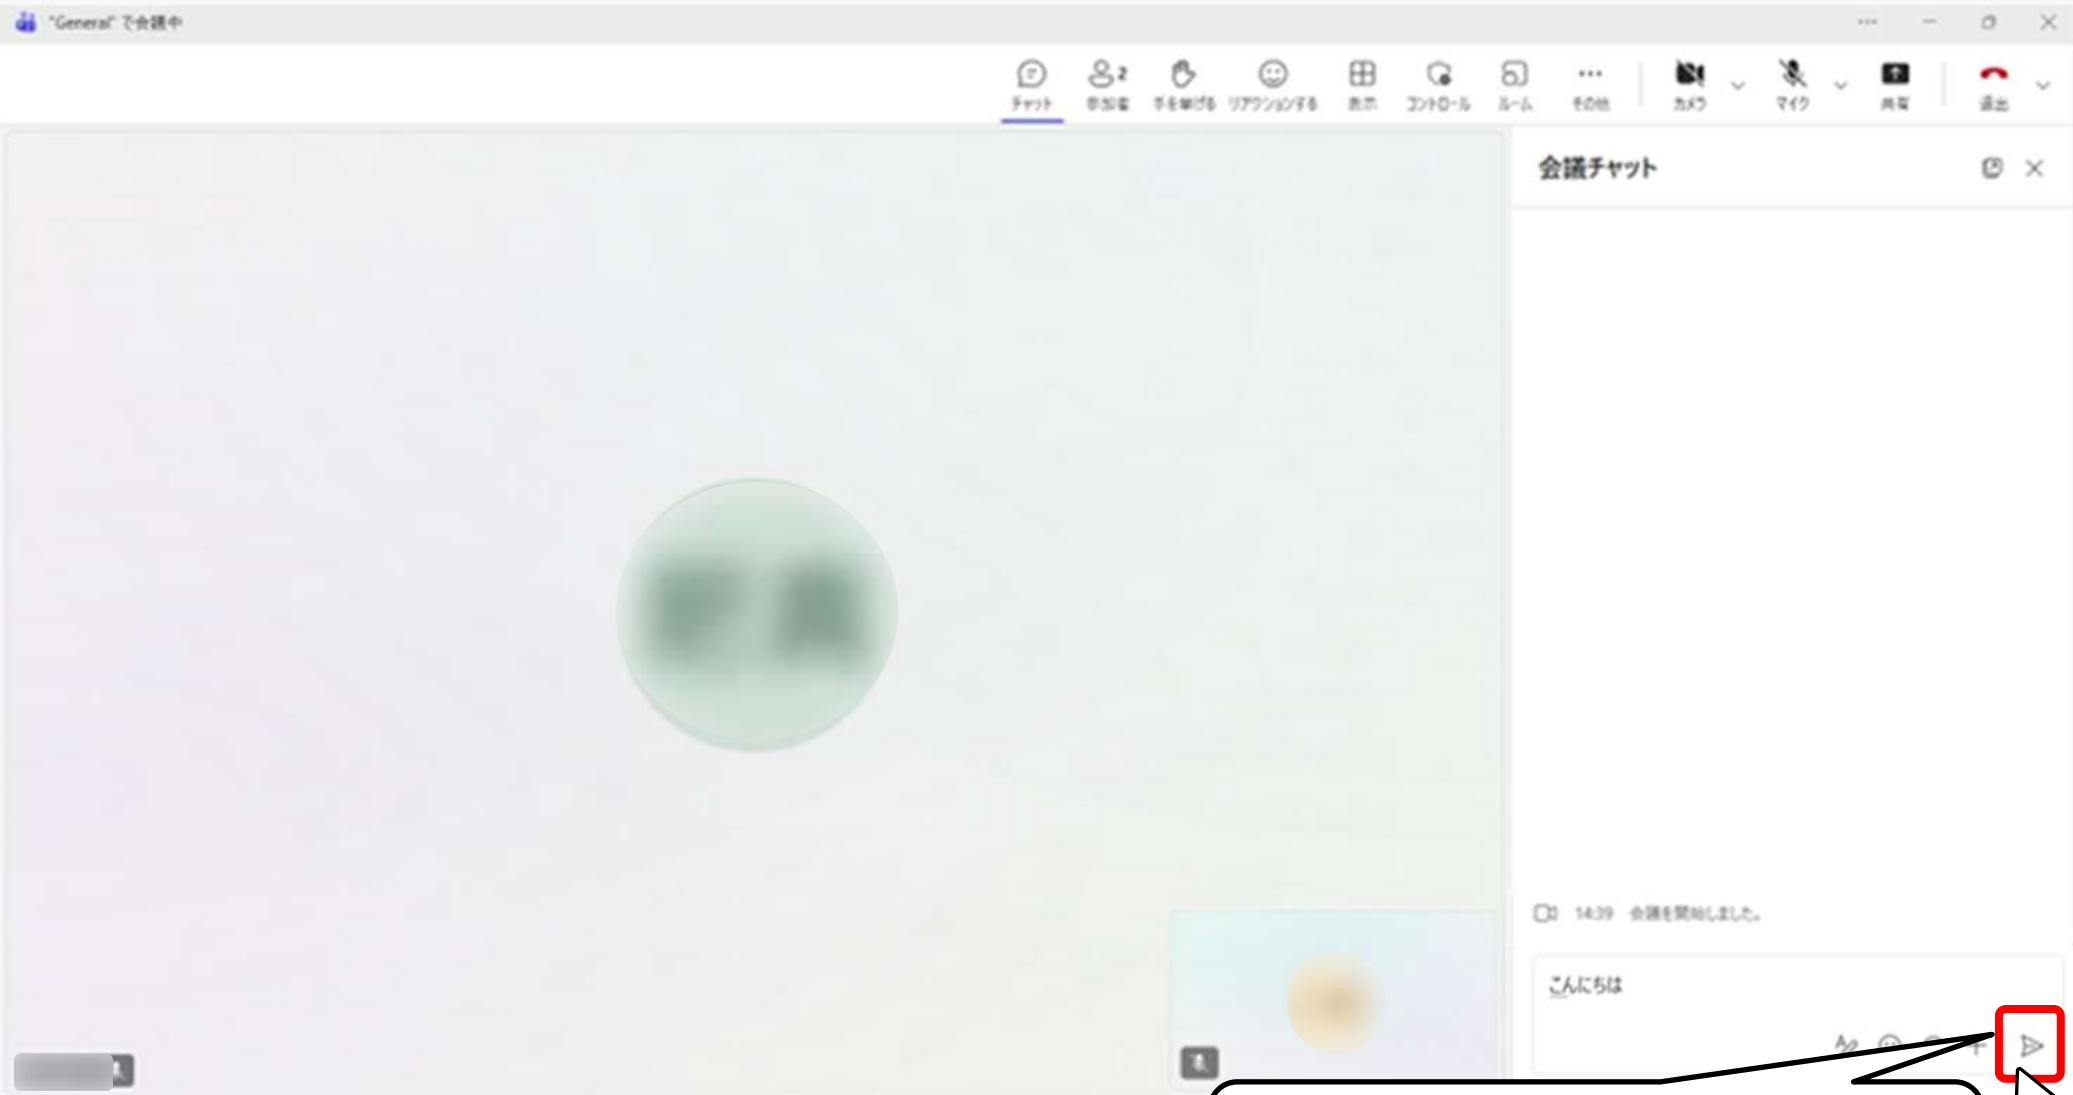 "General" で会議中
チャット
参加者 2
手を挙げる
リアクションする
表示
コントロール
ルーム
その他
カメラ
マイク
共有
退出
会議チャット
14:39 会議を開始しました。
こんにちは